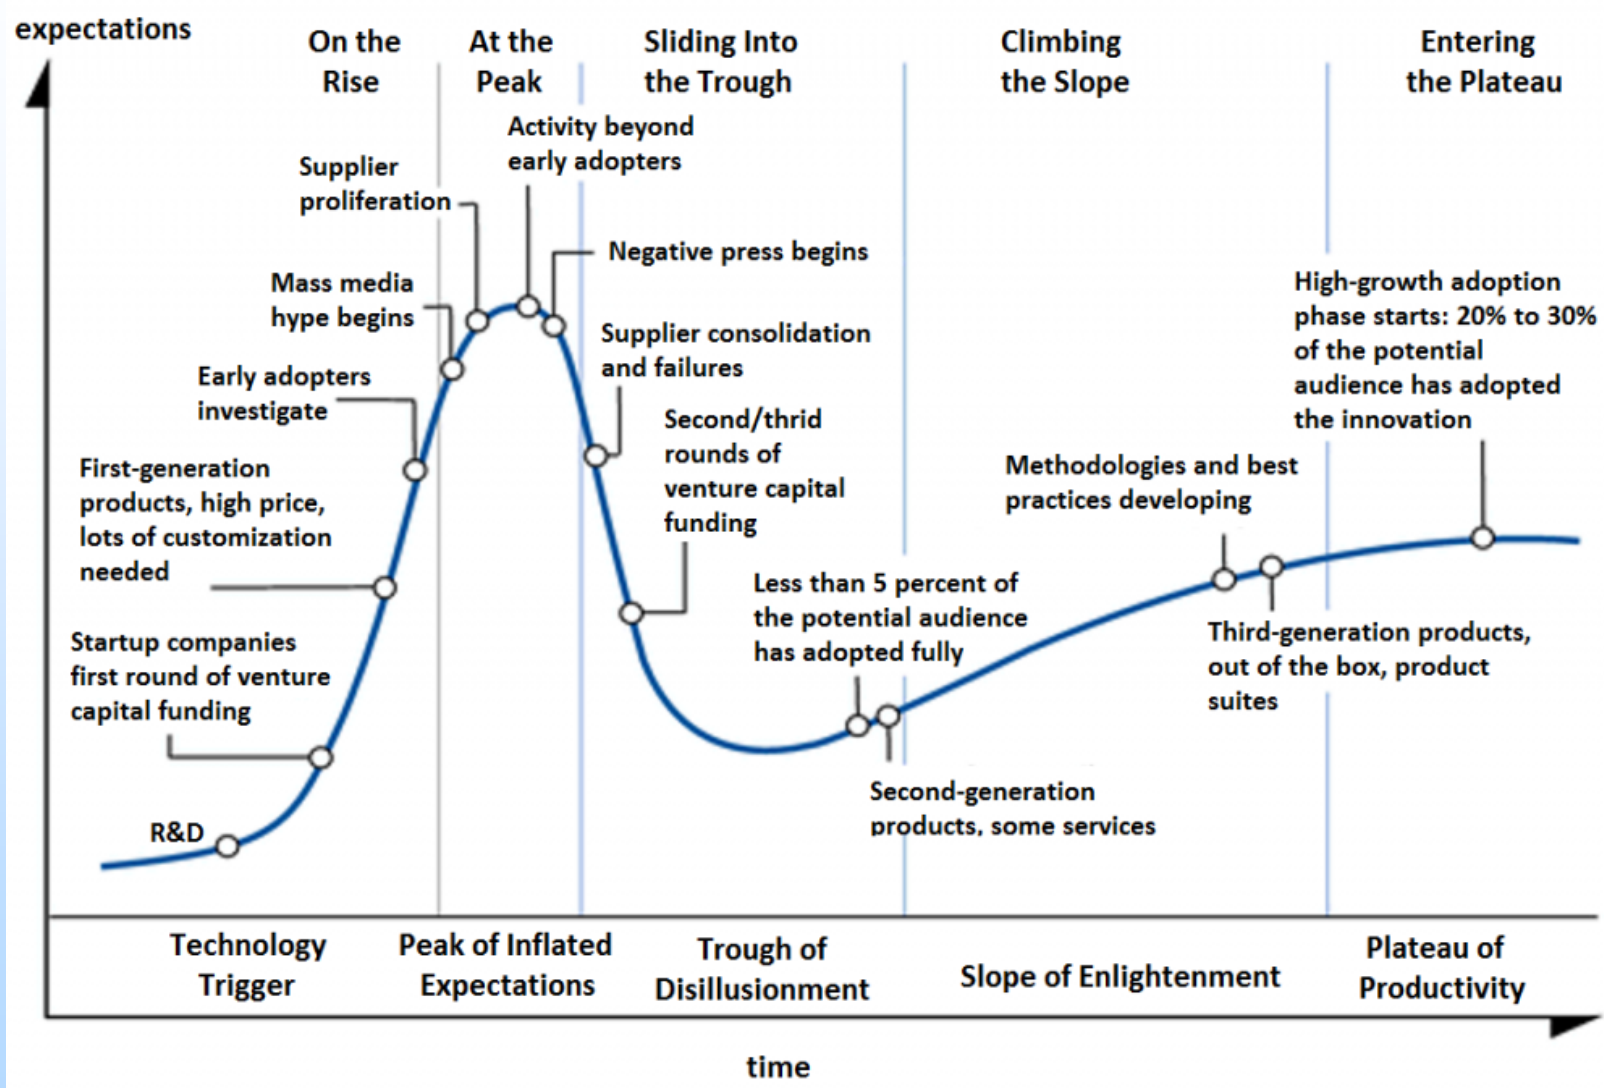 expectations
On the
Rise
At the
Peak
Sliding Into
the Trough
Climbing
the Slope
Entering
the Plateau
Activity beyond
early adopters
Supplier
proliferation
Negative press begins
Mass media
hype begins
High-growth adoption
phase starts: 20% to 30%
of the potential
audience has adopted
the innovation
Supplier consolidation
and failures
Early adopters
investigate
Second/thrid
rounds of
venture capital
funding
First-generation
products, high price,
lots of customization
needed
Methodologies and best
practices developing
Less than 5 percent of
the potential audience
has adopted fully
Startup companies
first round of venture
capital funding
Third-generation products,
out of the box, product
suites
Second-generation
products, some services
R&D
Technology
Trigger
Peak of Inflated
Expectations
Trough of
Disillusionment
Slope of Enlightenment
Plateau of
Productivity
time